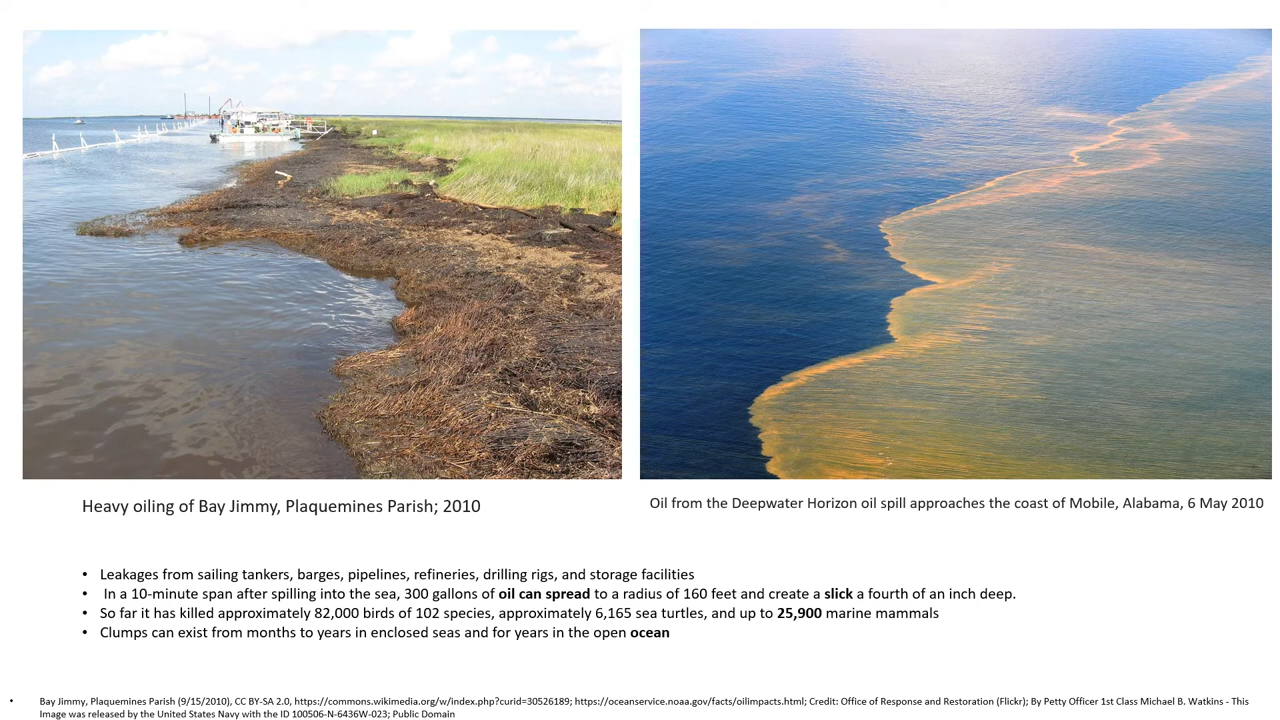 Heavy oiling of Bay Jimmy, Plaquemines Parish; 2010
Oil from the Deepwater Horizon oil spill approaches the coast of Mobile, Alabama, 6 May 2010
• Leakages from sailing tankers, barges, pipelines, refineries, drilling rigs, and storage facilities
• In a 10-minute span after spilling into the sea, 300 gallons of oil can spread to a radius of 160 feet and create a slick a fourth of an inch deep.
• So far it has killed approximately 82,000 birds of 102 species, approximately 6,165 sea turtles, and up to 25,900 marine mammals
• Clumps can exist from months to years in enclosed seas and for years in the open ocean
• Bay Jimmy, Plaquemines Parish (9/15/2010), CC BY-SA 2.0, https://commons.wikimedia.org/w/index.php?curid=30526189; https://oceanservice.noaa.gov/facts/oilimpacts.html; Credit: Office of Response and Restoration (Flickr); By Petty Officer 1st Class Michael B. Watkins - This
Image was released by the United States Navy with the ID 100506-N-6436W-023; Public Domain